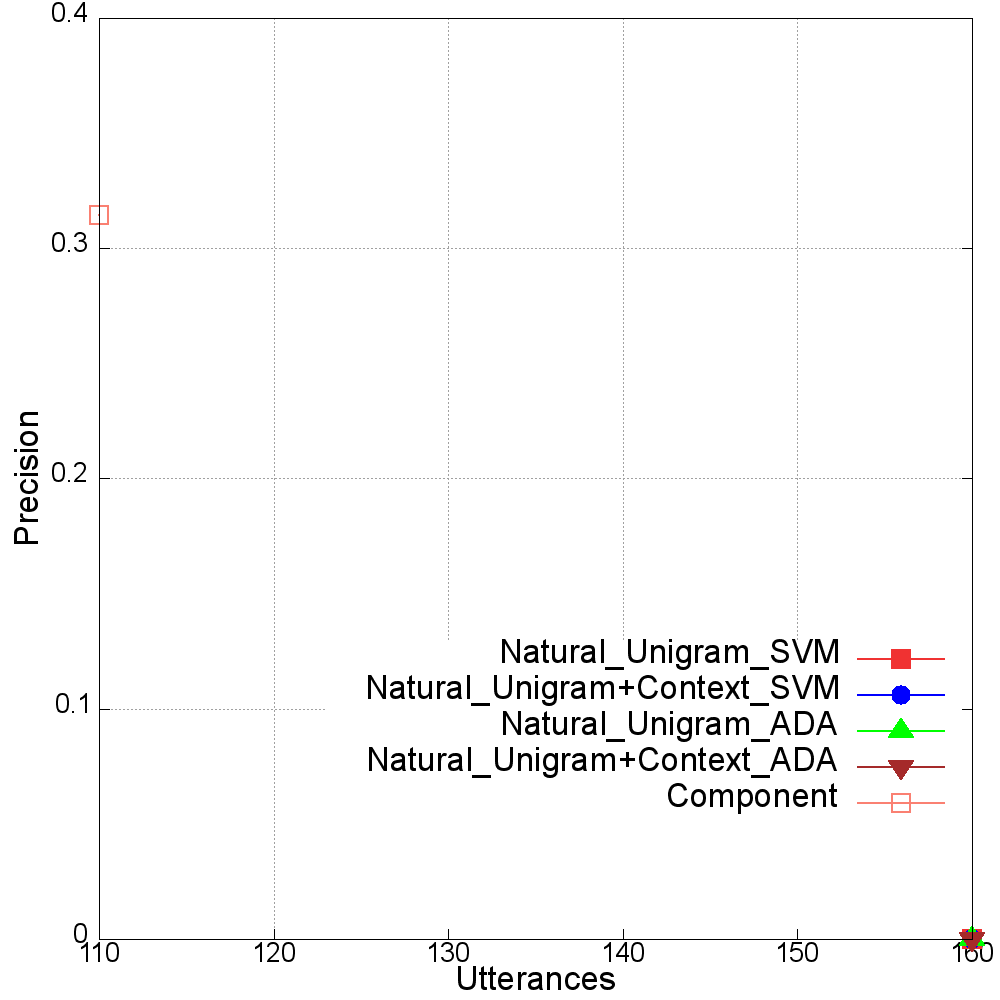 0.4
0.3
0.2
0.1
0
Precision
Natural_Unigram_SVM
Natural_Unigram+Context_SVM
Natural_Unigram_ADA
Natural_Unigram+Context_ADA
Component
110 120 130 140 150 160
Utterances